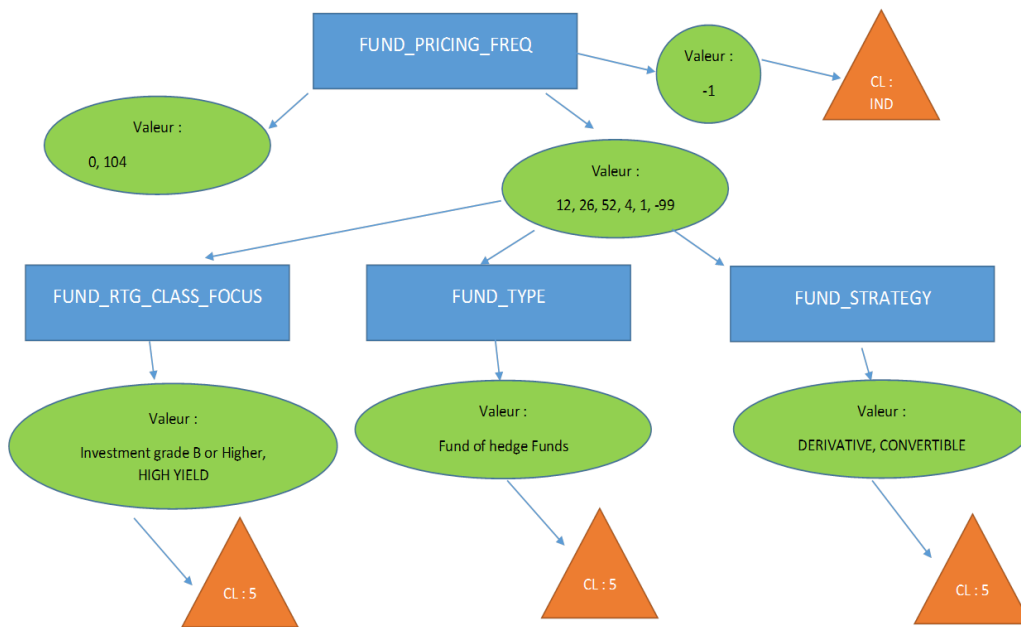 FUND_PRICING_FREQ
Valeur :
-1
CL :
IND
Valeur :
0, 104
Valeur :
12, 26, 52, 4, 1, -99
FUND_RTG_CLASS_FOCUS
FUND_TYPE
FUND_STRATEGY
Valeur :
Investment grade B or Higher,
HIGH YIELD
Valeur :
Fund of hedge Funds
Valeur :
DERIVATIVE, CONVERTIBLE
CL : 5
CL : 5
CL : 5